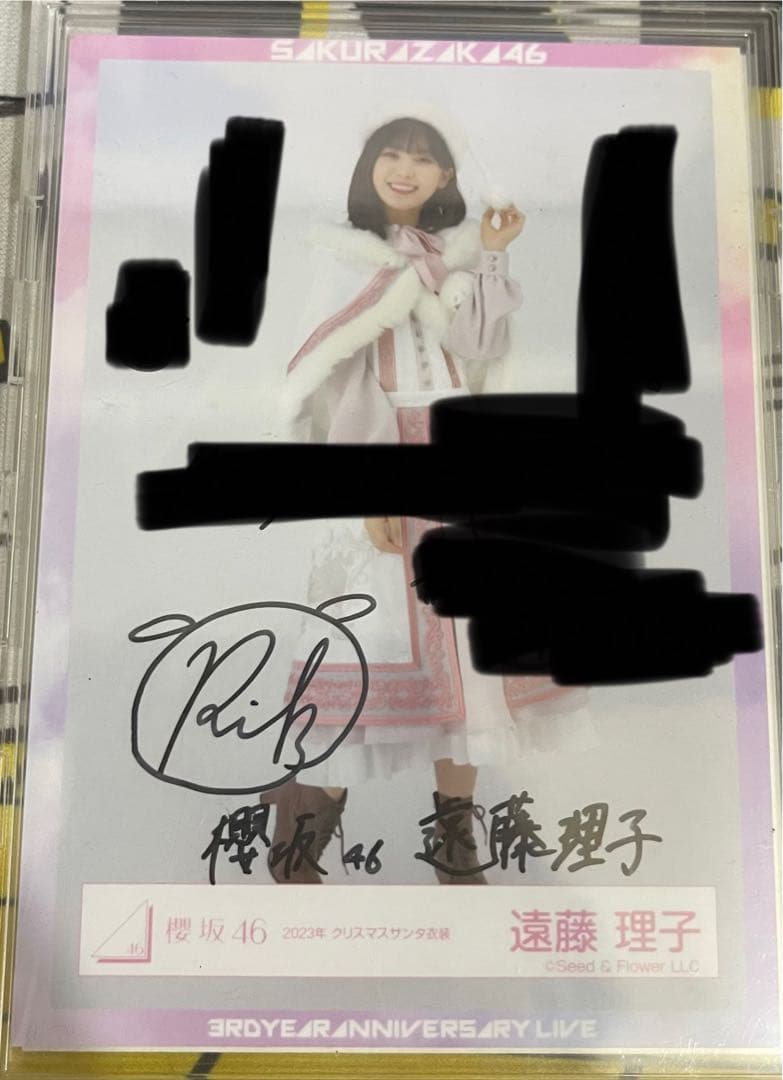 SAKURAZAKA46
Rik
櫻坂46 遠藤理子
46 櫻坂46 2023年 クリスマスサンタ衣装 遠藤 理子
©Seed & Flower LLC
3RD YEAR ANNIVERSARY LIVE